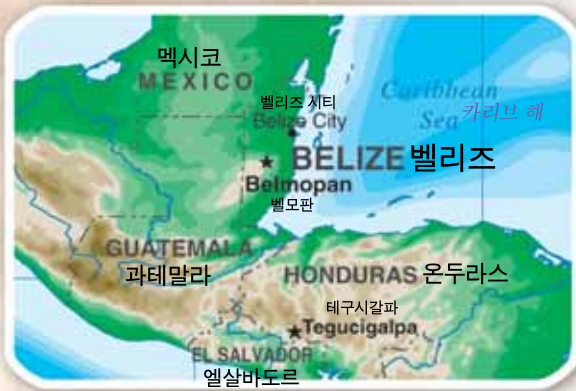 멕시코
MEXICO
벨리즈 시티
Belize City
Caribbean
Sea 카리브 해
BELIZE 벨리즈
Belmopan
벨모판
GUATEMALA
과테말라
HONDURAS 온두라스
테구시갈파
Tegucigalpa
EL SALVADOR
엘살바도르